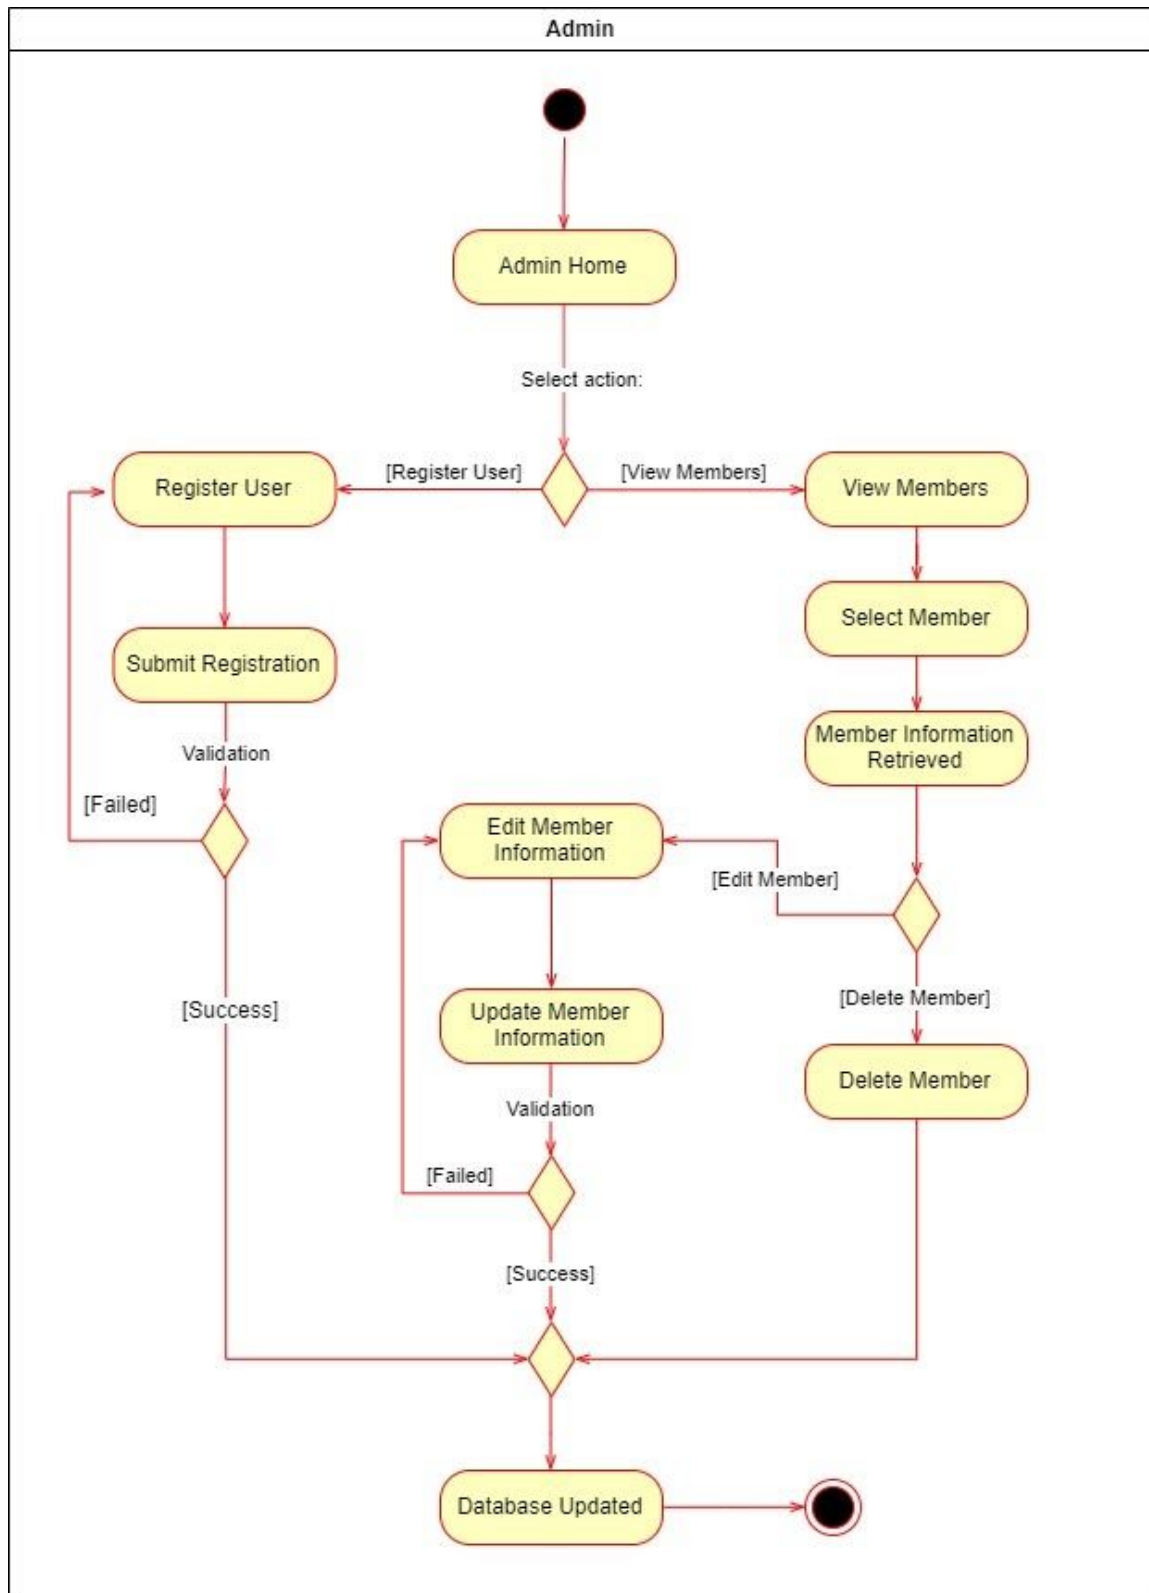 Admin
Admin Home
Select action:
[Register User]
[View Members]
Register User
View Members
Select Member
Submit Registration
Member Information
Retrieved
Validation
[Failed]
Edit Member
Information
[Edit Member]
[Success]
[Delete Member]
Update Member
Information
Delete Member
Validation
[Failed]
[Success]
Database Updated